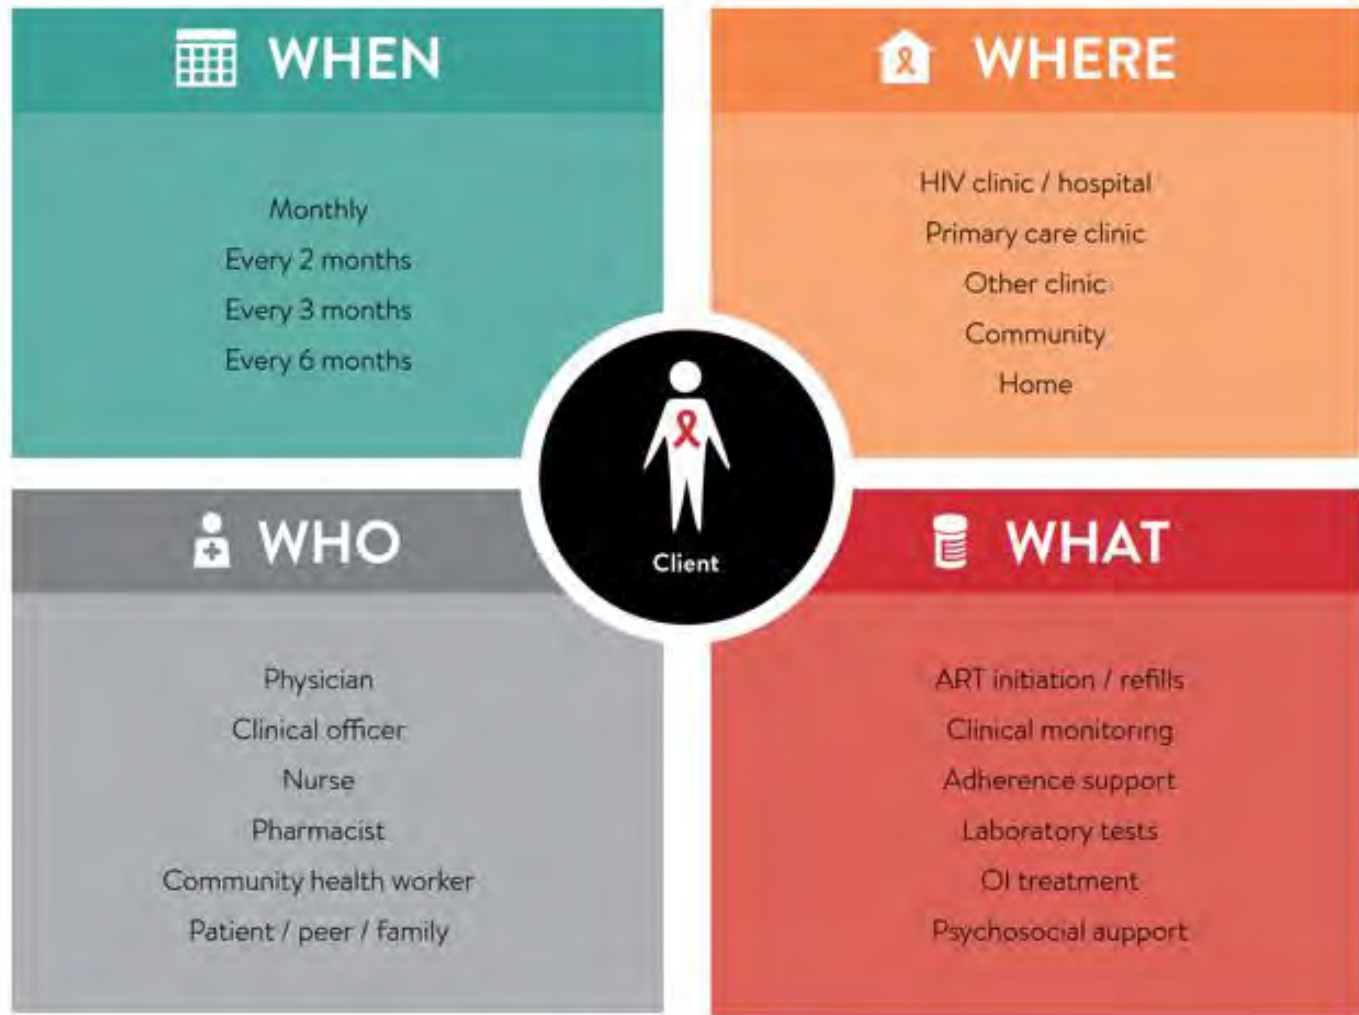 WHEN
Monthly
Every 2 months
Every 3 months
Every 6 months
WHERE
HIV clinic / hospital
Primary care clinic
Other clinic
Community
Home
Client
WHO
Physician
Clinical officer
Nurse
Pharmacist
Community health worker
Patient / peer / family
WHAT
ART initiation / refills
Clinical monitoring
Adherence support
Laboratory tests
OI treatment
Psychosocial aupport